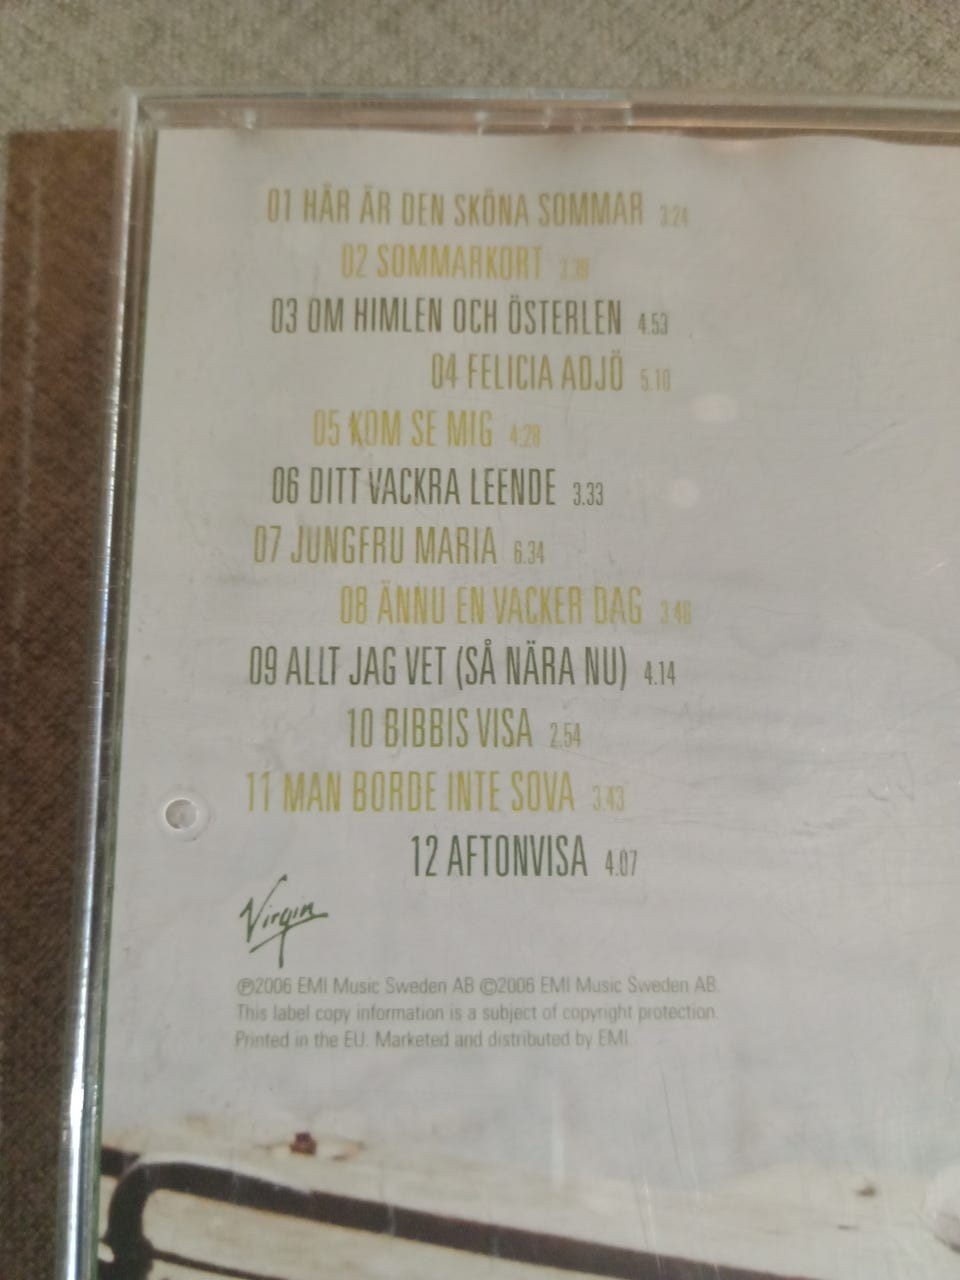 01 HÄR ÄR DEN SKÖNA SOMMAR 3:24
02 SOMMARKORT
03 OM HIMLEN OCH ÖSTERLEN 4.53
04 FELICIA ADJÖ 5.10
05 KOM SE MIG 4:28
06 DITT VACKRA LEENDE 3.33
07 JUNGFRU MARIA 6.34
08 ÄNNU EN VACKER DAG 3.46
09 ALLT JAG VET (SÅ NÄRA NU) 4.14
10 BIBBIS VISA 2.54
11 MAN BORDE INTE SOVA 3.43
12 AFTONVISA 4.07
Virgin
℗2006 EMI Music Sweden AB ©2006 EMI Music Sweden AB.
This label copy information is a subject of copyright protection.
Printed in the EU. Marketed and distributed by EMI.